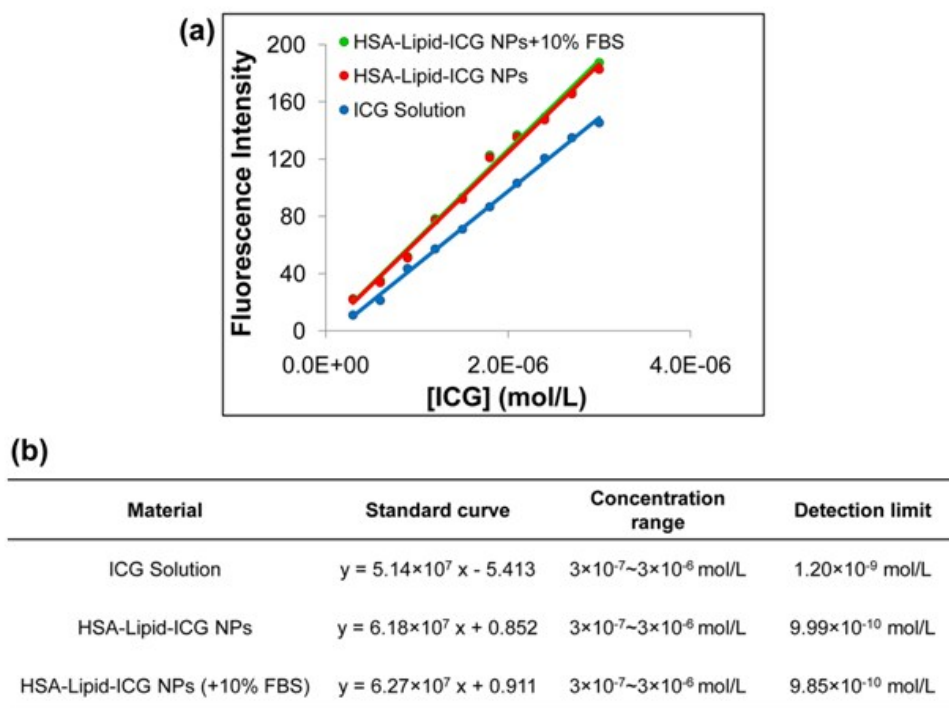 (a)
HSA-Lipid-ICG NPs+10% FBS
HSA-Lipid-ICG NPs
ICG Solution
Fluorescence Intensity
200
160
120
80
40
0
0.0E+00 2.0E-06 4.0E-06
[ICG] (mol/L)
(b)
Material Standard curve Concentration range Detection limit
ICG Solution y = 5.14×10⁷ x - 5.413 3×10⁻⁷~3×10⁻⁶ mol/L 1.20×10⁻⁹ mol/L
HSA-Lipid-ICG NPs y = 6.18×10⁷ x + 0.852 3×10⁻⁷~3×10⁻⁶ mol/L 9.99×10⁻¹⁰ mol/L
HSA-Lipid-ICG NPs (+10% FBS) y = 6.27×10⁷ x + 0.911 3×10⁻⁷~3×10⁻⁶ mol/L 9.85×10⁻¹⁰ mol/L